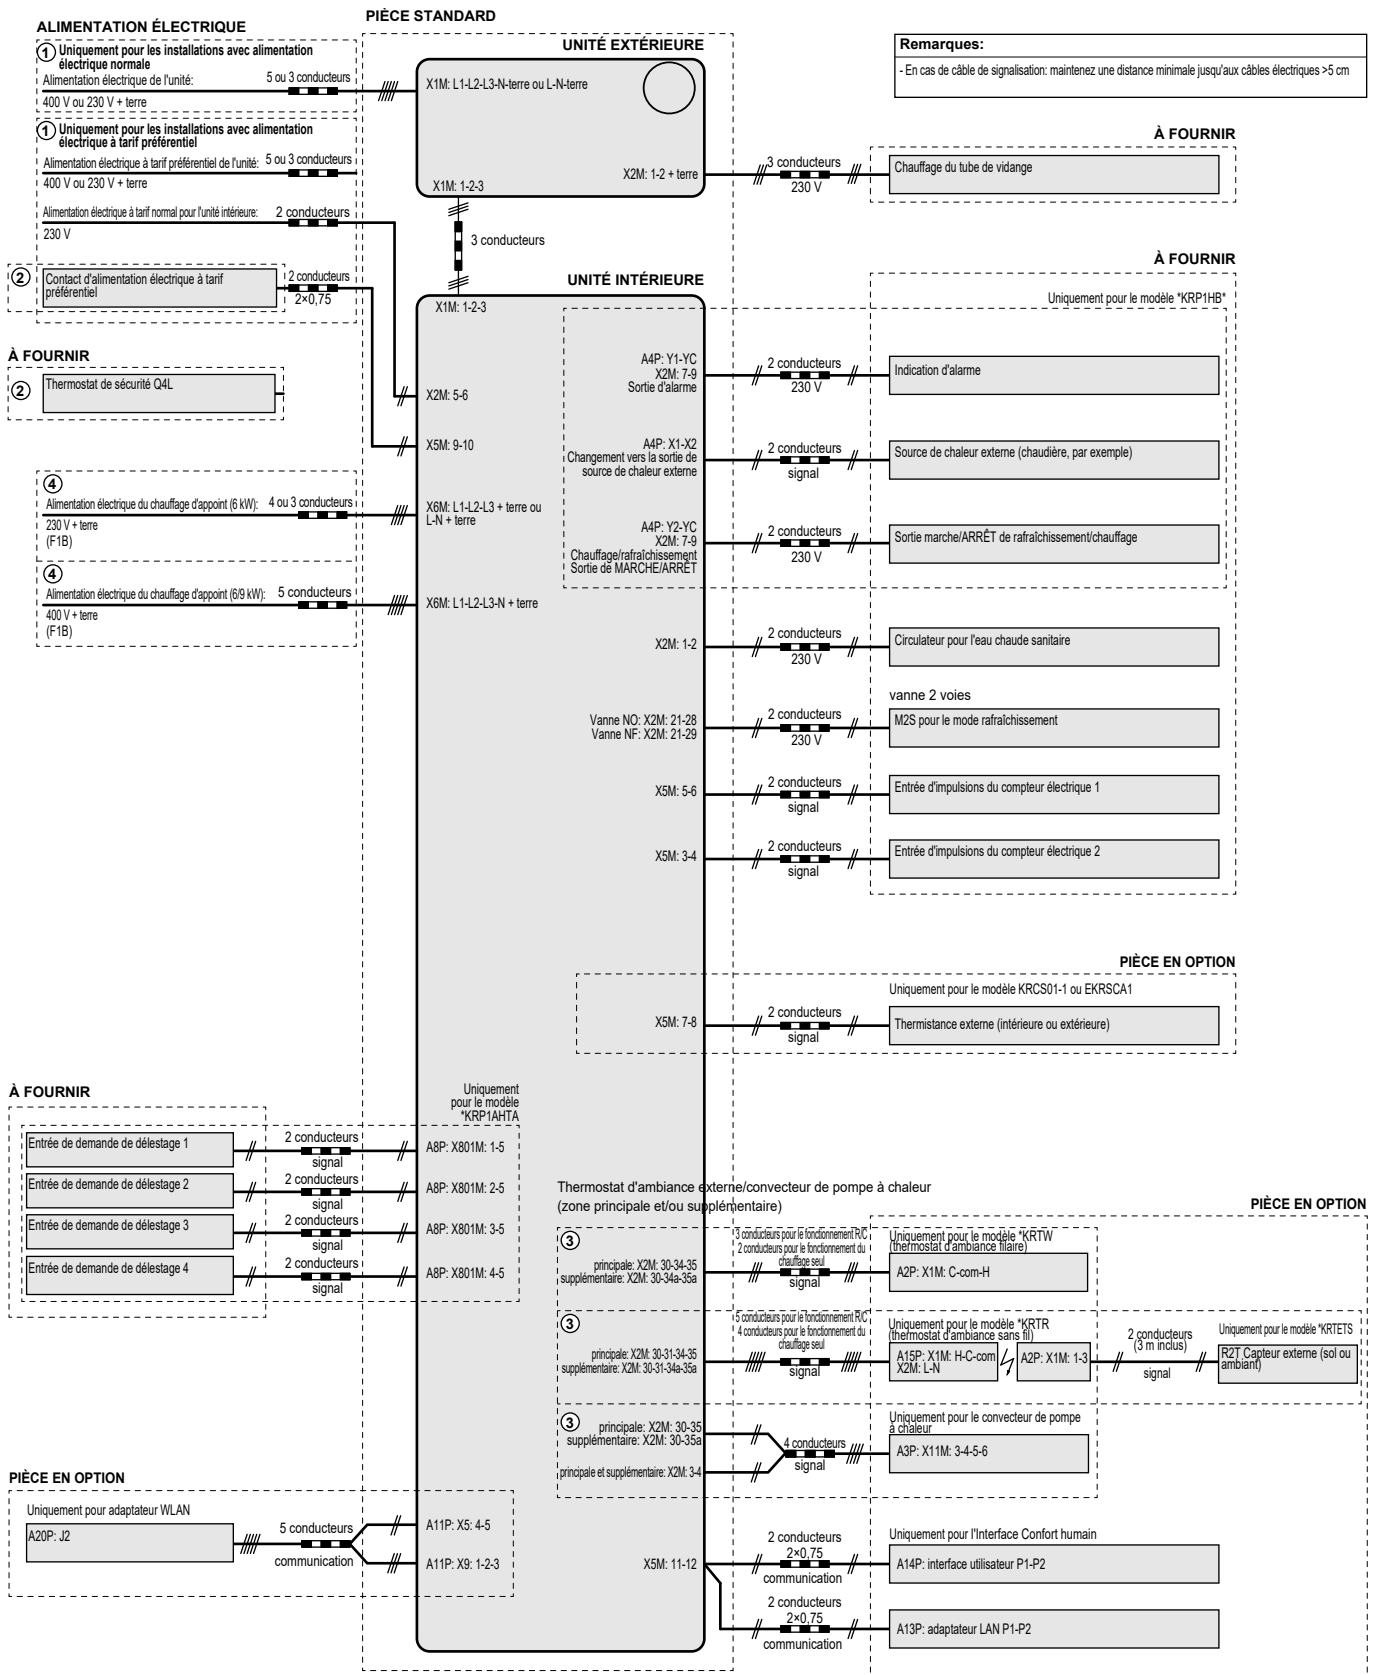 PIÈCE STANDARD
ALIMENTATION ÉLECTRIQUE
1 Uniquement pour les installations avec alimentation
électrique normale
Alimentation électrique de l'unité:
5 ou 3 conducteurs
400 V ou 230 V + terre
1 Uniquement pour les installations avec alimentation
électrique à tarif préférentiel
Alimentation électrique à tarif préférentiel de l'unité:
5 ou 3 conducteurs
400 V ou 230 V + terre
Alimentation électrique à tarif normal pour l'unité intérieure:
2 conducteurs
230 V
2
Contact d'alimentation électrique à tarif
préférentiel
2 conducteurs
2×0,75
À FOURNIR
2
Thermostat de sécurité Q4L
4
Alimentation électrique du chauffage d'appoint (6 kW):
4 ou 3 conducteurs
230 V + terre
(F1B)
4
Alimentation électrique du chauffage d'appoint (6/9 kW):
5 conducteurs
400 V + terre
(F1B)
UNITÉ EXTÉRIEURE
X1M: L1-L2-L3-N-terre ou L-N-terre
X2M: 1-2 + terre
X1M: 1-2-3
3 conducteurs
UNITÉ INTÉRIEURE
X1M: 1-2-3
X2M: 5-6
X5M: 9-10
X6M: L1-L2-L3 + terre ou
L-N + terre
X6M: L1-L2-L3-N + terre
Remarques:
- En cas de câble de signalisation: maintenez une distance minimale jusqu'aux câbles électriques >5 cm
À FOURNIR
3 conducteurs
230 V
Chauffage du tube de vidange
À FOURNIR
Uniquement pour le modèle *KRP1HB*
A4P: Y1-YC
X2M: 7-9
Sortie d'alarme
2 conducteurs
230 V
Indication d'alarme
A4P: X1-X2
Changement vers la sortie de
source de chaleur externe
2 conducteurs
signal
Source de chaleur externe (chaudière, par exemple)
A4P: Y2-YC
X2M: 7-9
Chauffage/rafraîchissement
Sortie de MARCHE/ARRÊT
2 conducteurs
230 V
Sortie marche/ARRÊT de rafraîchissement/chauffage
X2M: 1-2
2 conducteurs
230 V
Circulateur pour l'eau chaude sanitaire
vanne 2 voies
Vanne NO: X2M: 21-28
Vanne NF: X2M: 21-29
2 conducteurs
230 V
M2S pour le mode rafraîchissement
X5M: 5-6
2 conducteurs
signal
Entrée d'impulsions du compteur électrique 1
X5M: 3-4
2 conducteurs
signal
Entrée d'impulsions du compteur électrique 2
PIÈCE EN OPTION
Uniquement pour le modèle KRCS01-1 ou EKRSCA1
X5M: 7-8
2 conducteurs
signal
Thermistance externe (intérieure ou extérieure)
À FOURNIR
Uniquement
pour le modèle
*KRP1AHTA
Entrée de demande de délestage 1
2 conducteurs
signal
A8P: X801M: 1-5
Entrée de demande de délestage 2
2 conducteurs
signal
A8P: X801M: 2-5
Entrée de demande de délestage 3
2 conducteurs
signal
A8P: X801M: 3-5
Entrée de demande de délestage 4
2 conducteurs
signal
A8P: X801M: 4-5
Thermostat d'ambiance externe/convecteur de pompe à chaleur
(zone principale et/ou supplémentaire)
PIÈCE EN OPTION
3
principale: X2M: 30-34-35
supplémentaire: X2M: 30-34a-35a
3 conducteurs pour le fonctionnement R/C
2 conducteurs pour le fonctionnement du
chauffage seul
signal
Uniquement pour le modèle *KRTW
(thermostat d'ambiance filaire)
A2P: X1M: C-com-H
3
principale: X2M: 30-31-34-35
supplémentaire: X2M: 30-31-34a-35a
5 conducteurs pour le fonctionnement R/C
4 conducteurs pour le fonctionnement du
chauffage seul
signal
Uniquement pour le modèle *KRTR
(thermostat d'ambiance sans fil)
A15P: X1M: H-C-com
X2M: L-N
A2P: X1M: 1-3
2 conducteurs
(3 m inclus)
signal
Uniquement pour le modèle *KRTETS
R2T Capteur externe (sol ou
ambiant)
3
principale: X2M: 30-35
supplémentaire: X2M: 30-35a
principale et supplémentaire: X2M: 3-4
4 conducteurs
signal
Uniquement pour le convecteur de pompe
à chaleur
A3P: X11M: 3-4-5-6
PIÈCE EN OPTION
Uniquement pour adaptateur WLAN
A20P: J2
5 conducteurs
communication
A11P: X5: 4-5
A11P: X9: 1-2-3
X5M: 11-12
2 conducteurs
2×0,75
communication
Uniquement pour l'Interface Confort humain
A14P: interface utilisateur P1-P2
2 conducteurs
2×0,75
communication
A13P: adaptateur LAN P1-P2